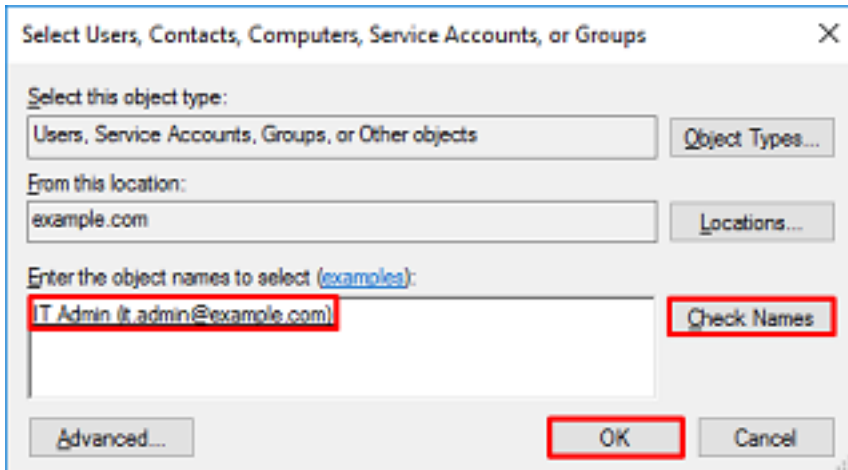 Select Users, Contacts, Computers, Service Accounts, or Groups
Select this object type:
Users, Service Accounts, Groups, or Other objects
Object Types...
From this location:
example.com
Locations...
Enter the object names to select (examples):
IT Admin (it.admin@example.com)
Check Names
Advanced...
OK
Cancel